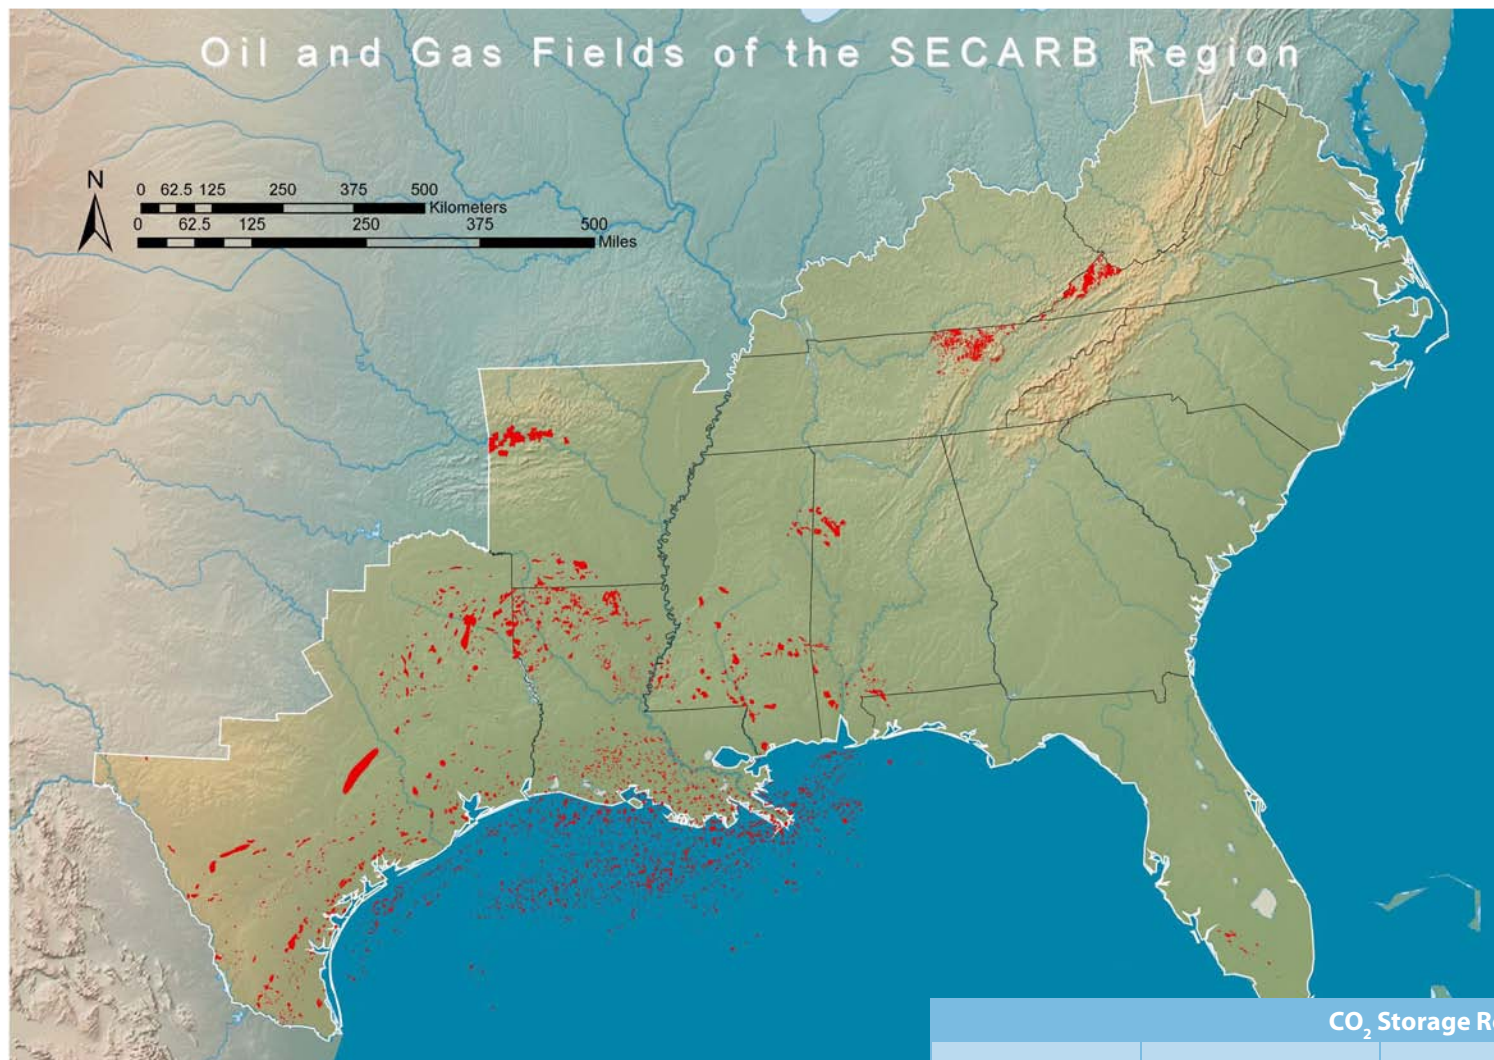 Oil and Gas Fields of the SECARB Region
N
0 62.5 125 250 375 500
Kilometers
0 62.5 125 250 375 500
Miles
CO₂ Storage R